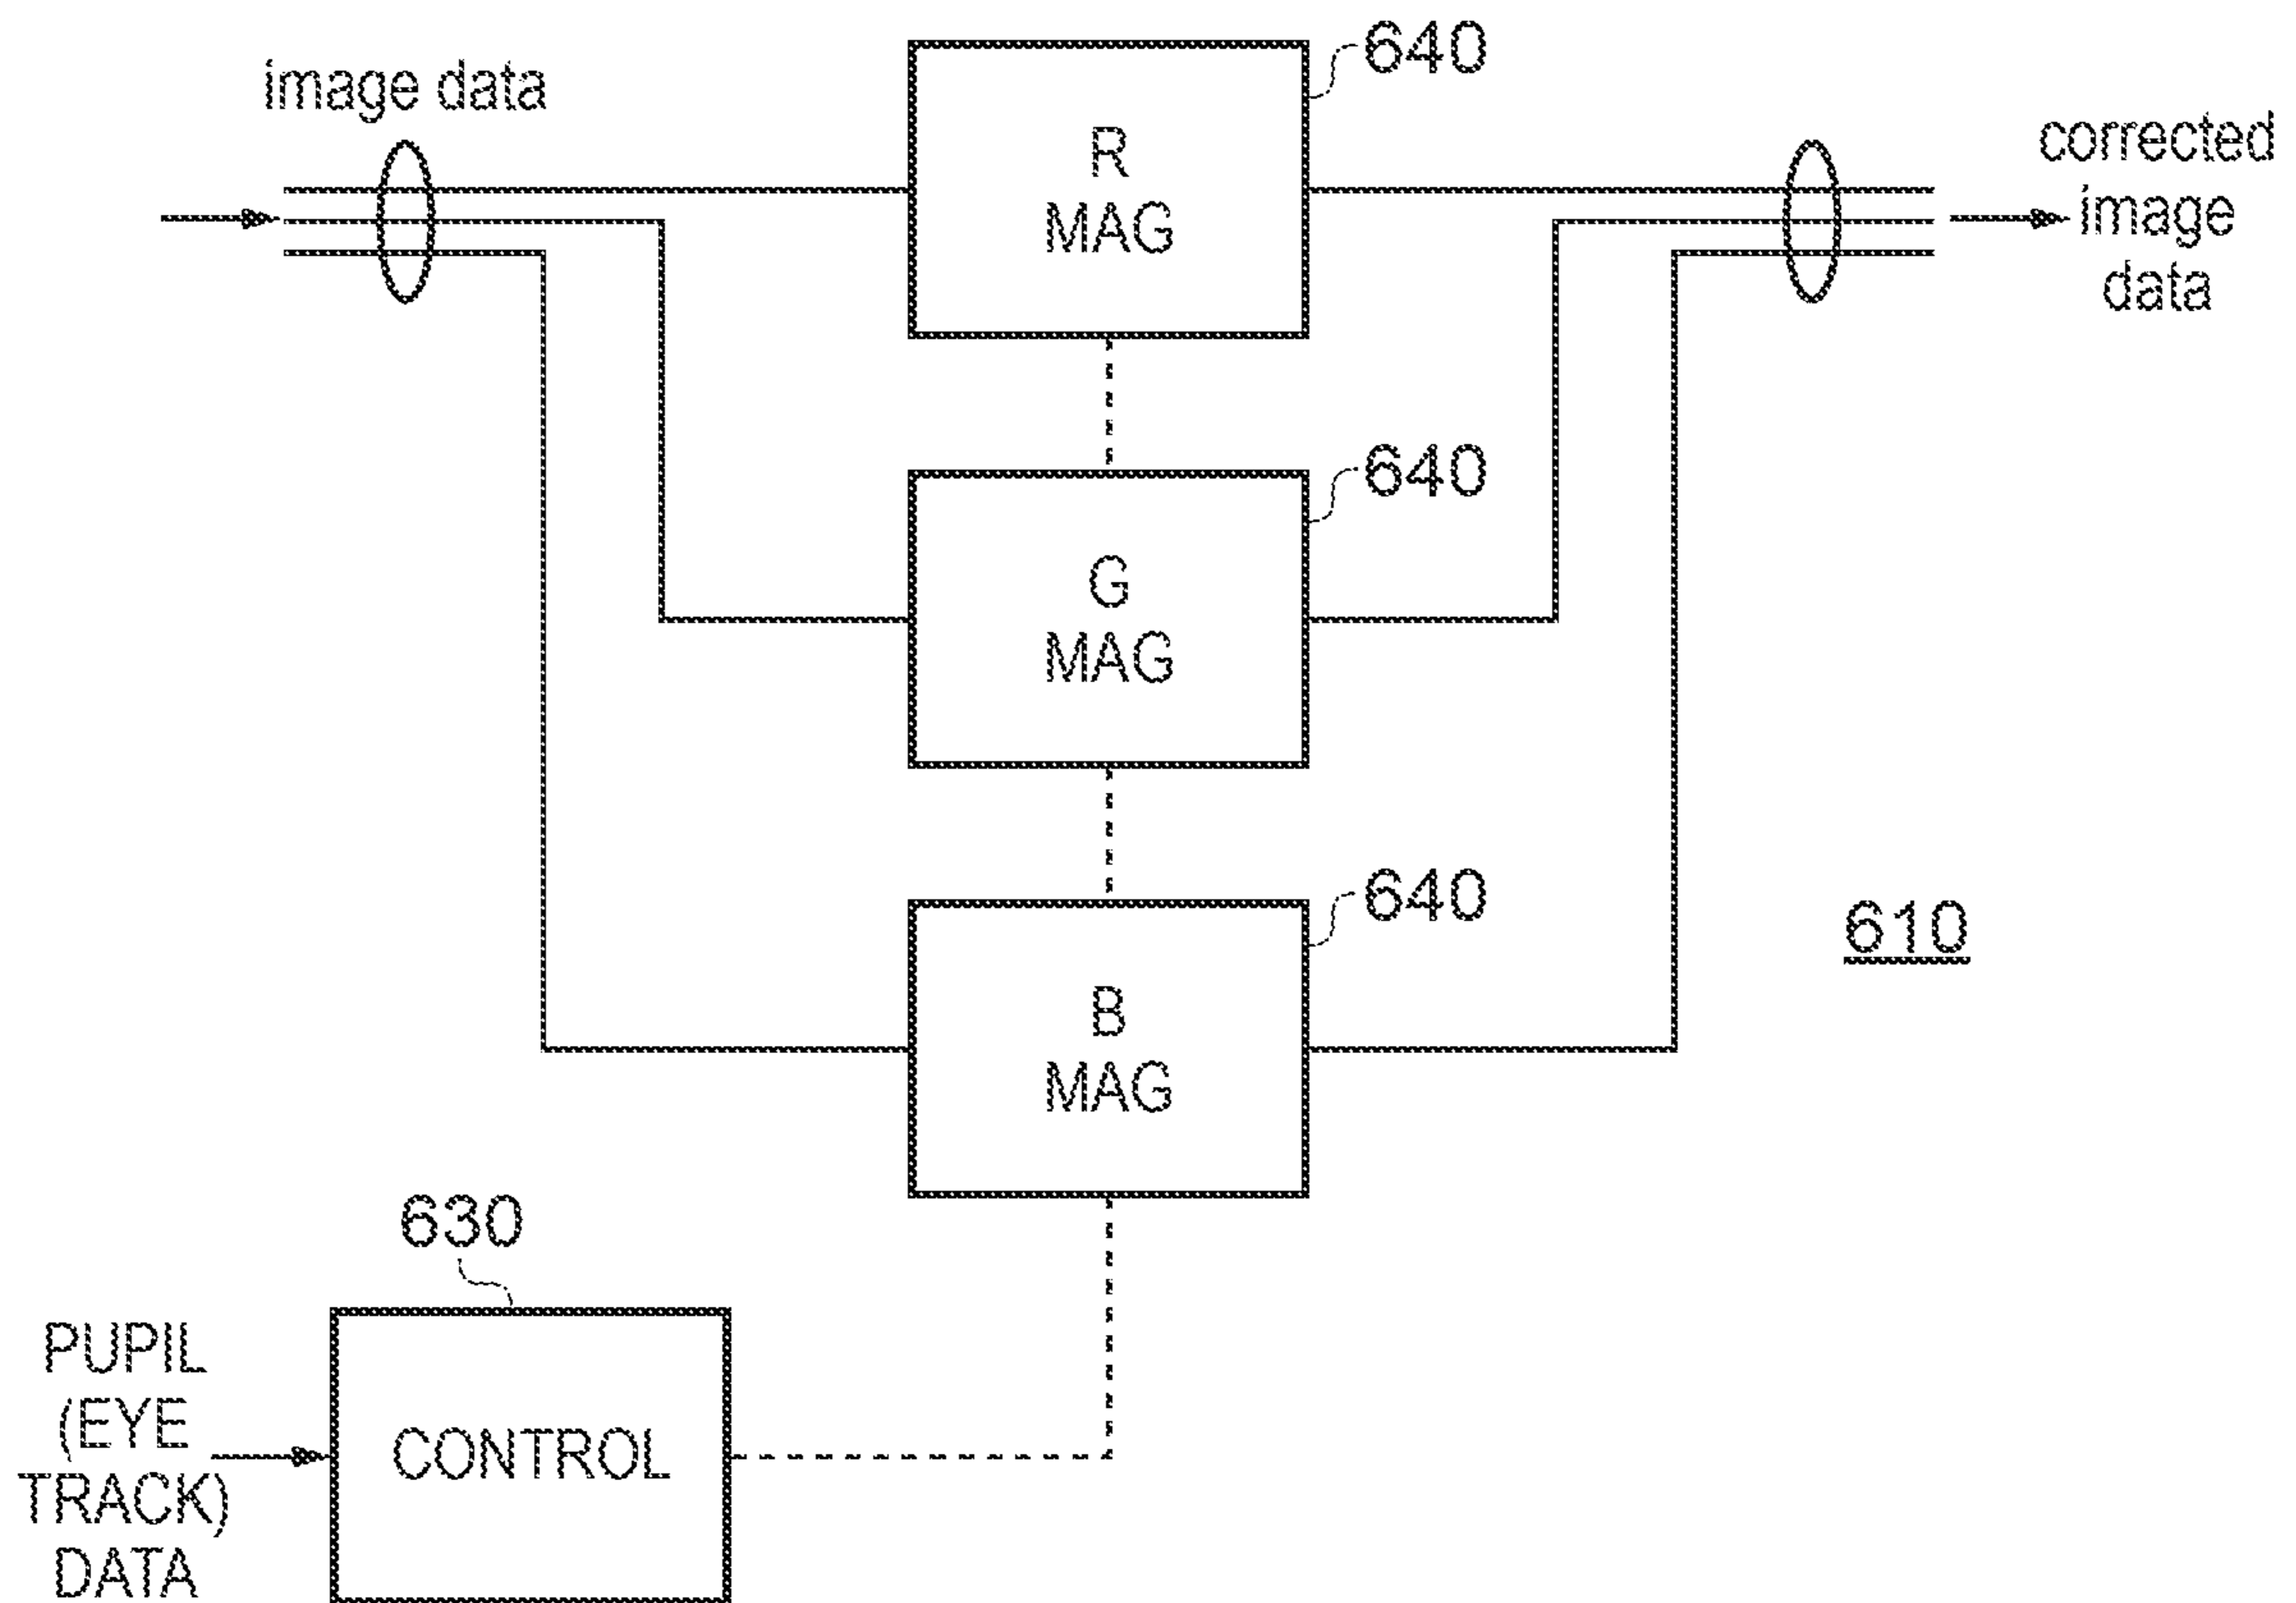 image data
R
MAG
640
corrected
image
data
G
MAG
640
B
MAG
640
610
630
PUPIL
(EYE
TRACK)
DATA
CONTROL